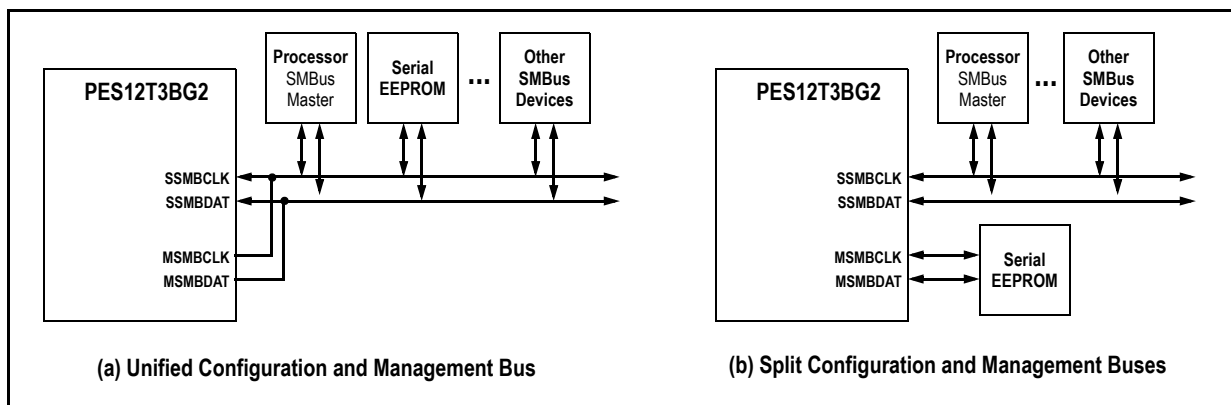 PES12T3BG2
Processor
SMBus
Master
Serial
EEPROM
...
Other
SMBus
Devices
SSMBCLK
SSMBDAT
MSMBCLK
MSMBDAT
(a) Unified Configuration and Management Bus
PES12T3BG2
Processor
SMBus
Master
...
Other
SMBus
Devices
SSMBCLK
SSMBDAT
MSMBCLK
MSMBDAT
Serial
EEPROM
(b) Split Configuration and Management Buses